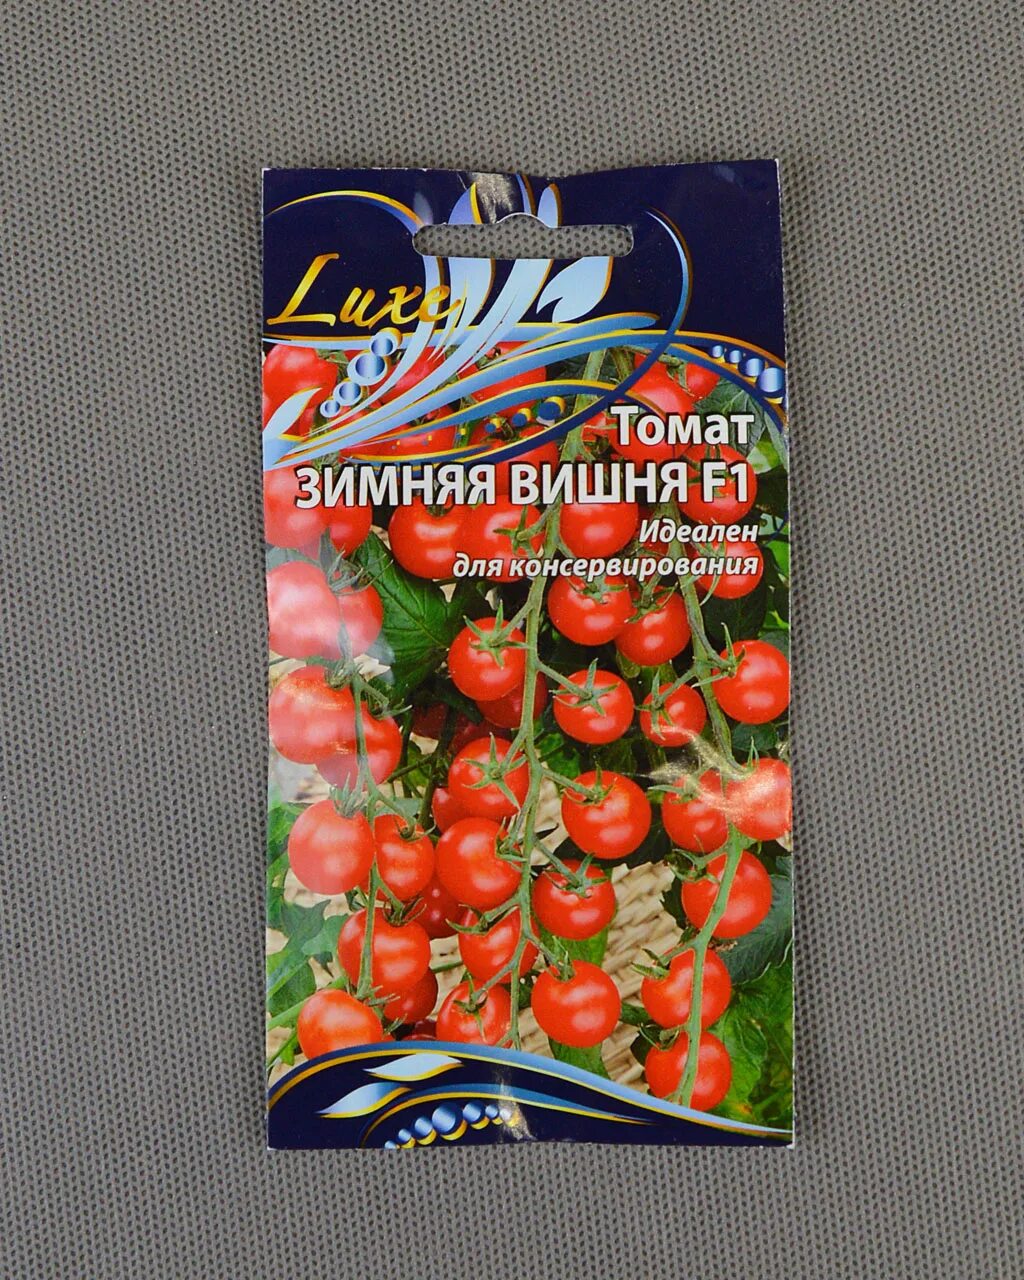 Luxe
Томат
ЗИМНЯЯ ВИШНЯ F1
Идеален
для консервирования